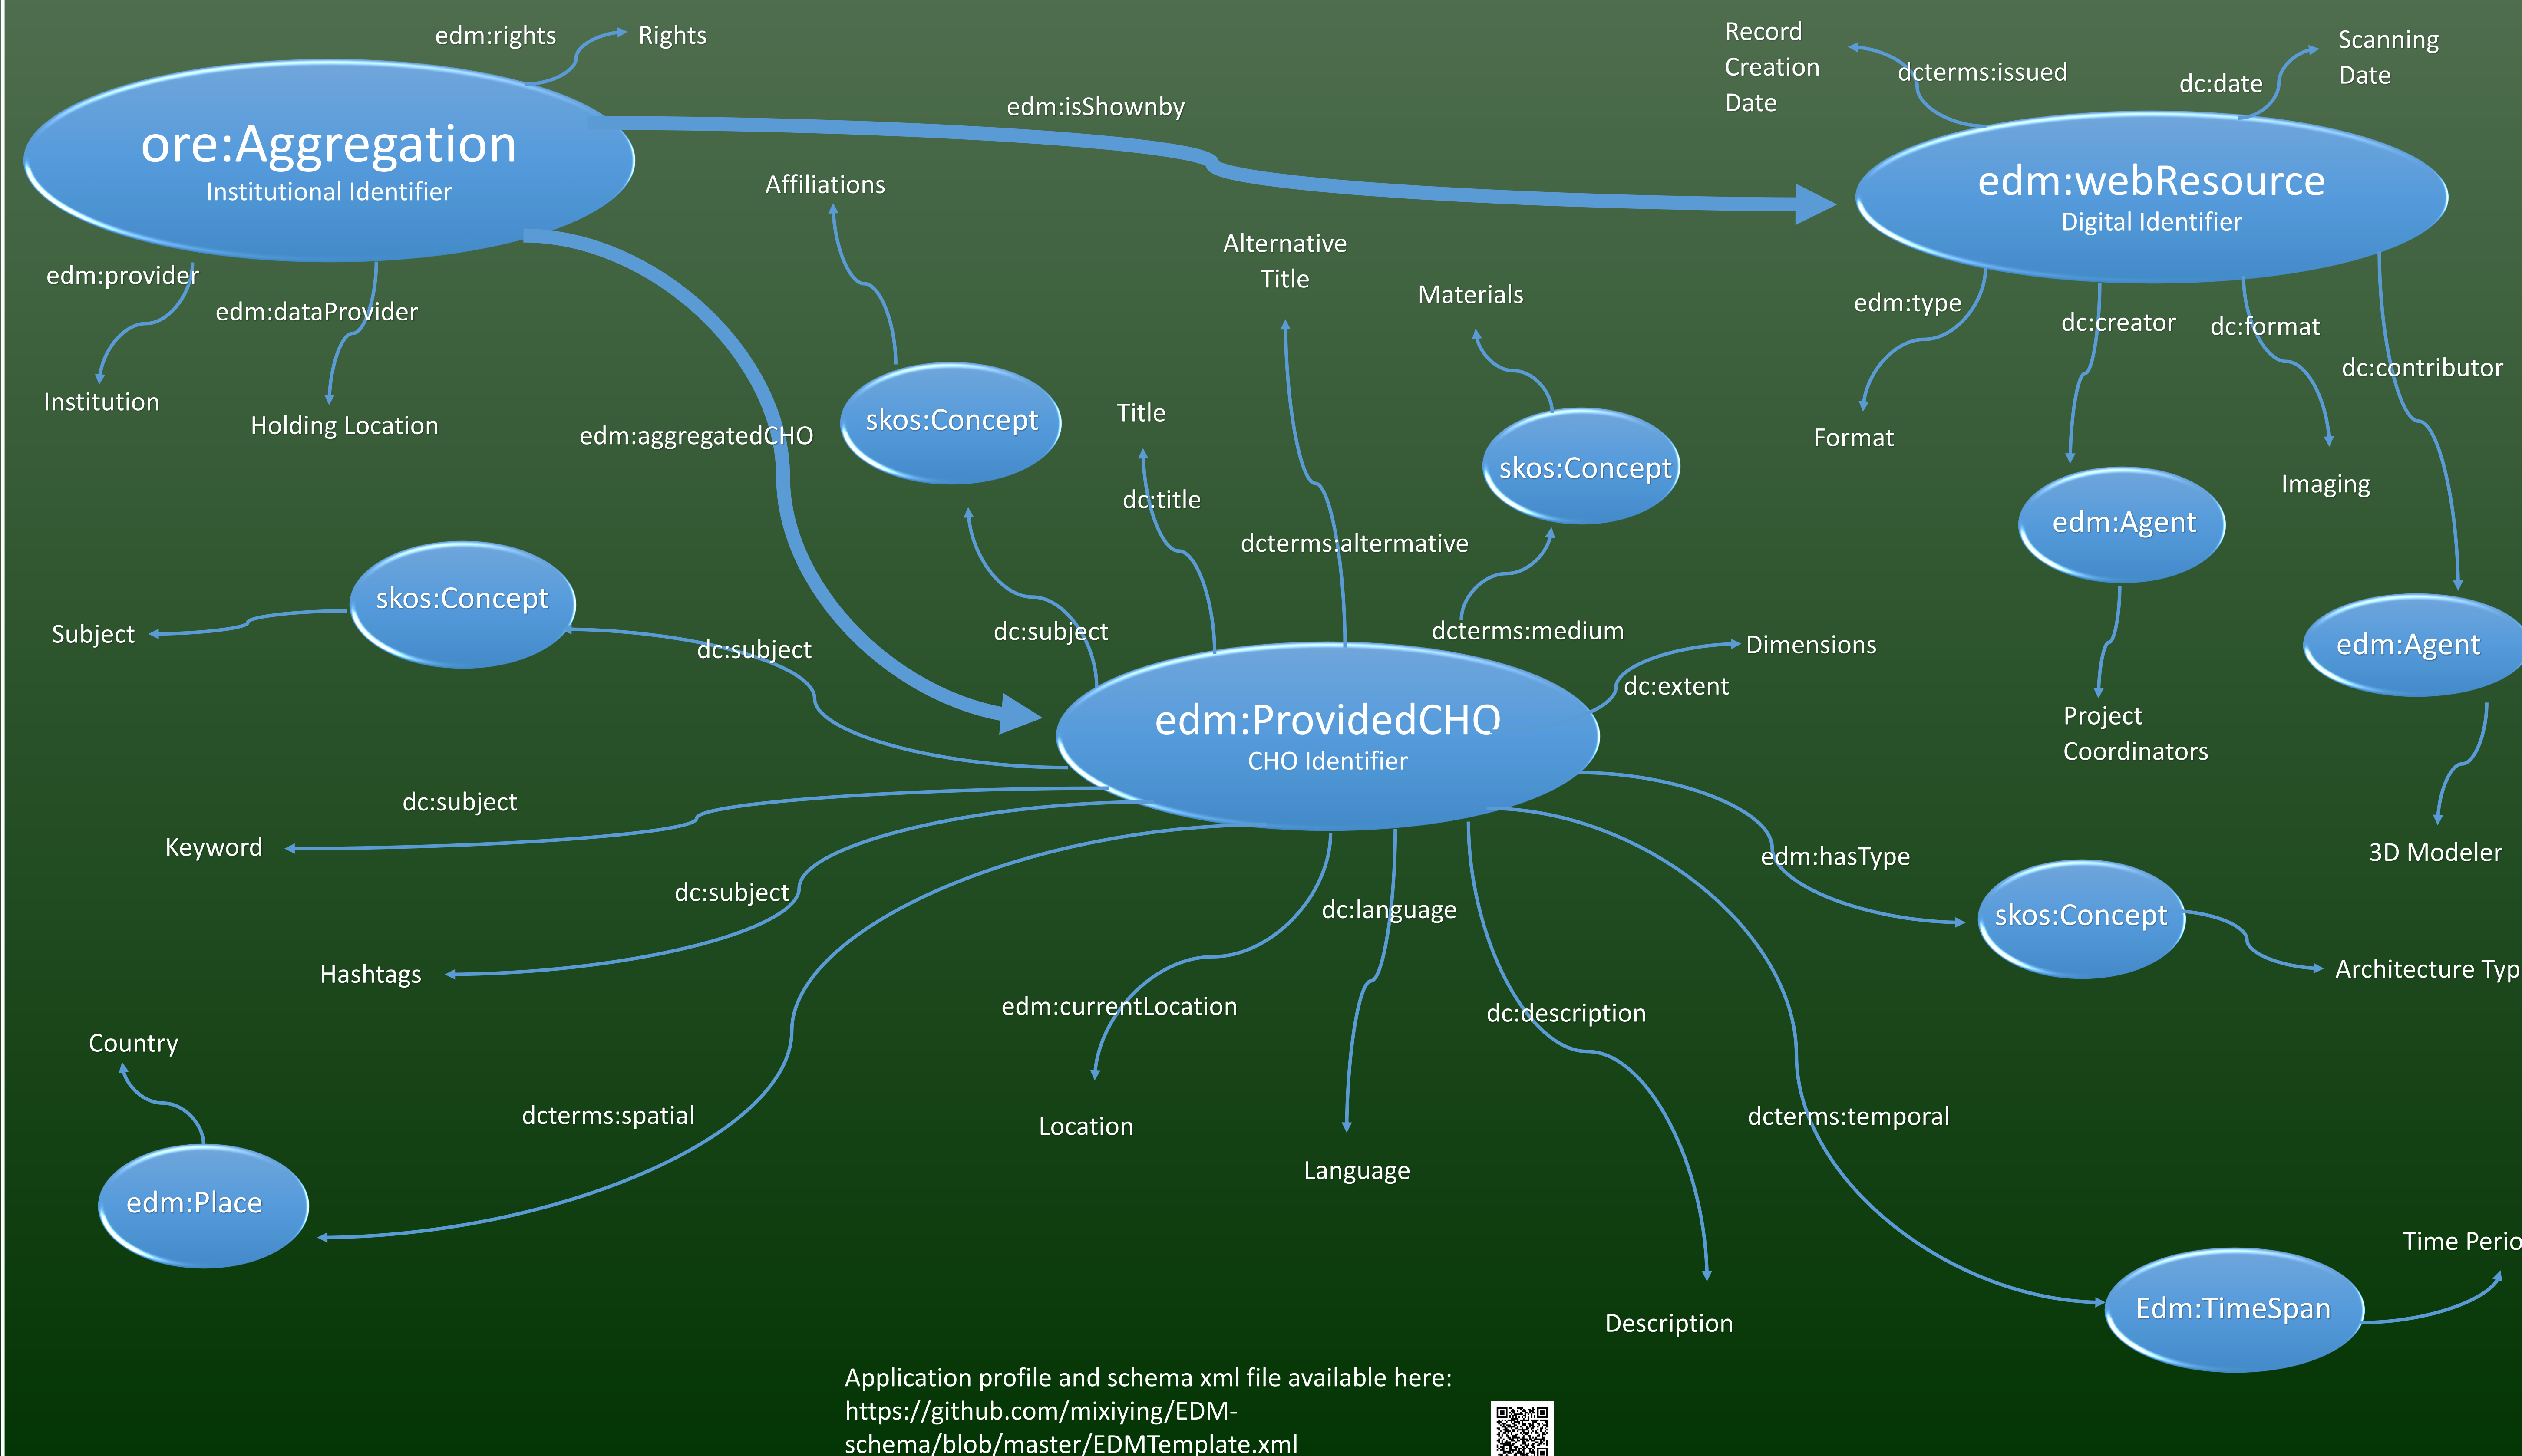 edm:rights
Rights
ore:Aggregation
Institutional Identifier
edm:isShownby
Record
Creation
Date
dcterms:issued
dc:date
Scanning
Date
edm:webResource
Digital Identifier
Affiliations
Alternative
Title
Materials
edm:provider
edm:dataProvider
Institution
Holding Location
edm:aggregatedCHO
skos:Concept
Title
dc:title
dcterms:altermative
skos:Concept
edm:type
dc:creator
dc:format
dc:contributor
Format
Imaging
edm:Agent
skos:Concept
Subject
dc:subject
dc:subject
dcterms:medium
Dimensions
dc:extent
edm:Agent
Project
Coordinators
edm:ProvidedCHO
CHO Identifier
dc:subject
Keyword
dc:subject
Hashtags
edm:hasType
3D Modeler
skos:Concept
Architecture Typ
dc:language
edm:currentLocation
dc:description
Country
dcterms:spatial
Location
Language
dcterms:temporal
edm:Place
Time Perio
Edm:TimeSpan
Description
Application profile and schema xml file available here:
https://github.com/mixiying/EDM-
schema/blob/master/EDMTemplate.xml